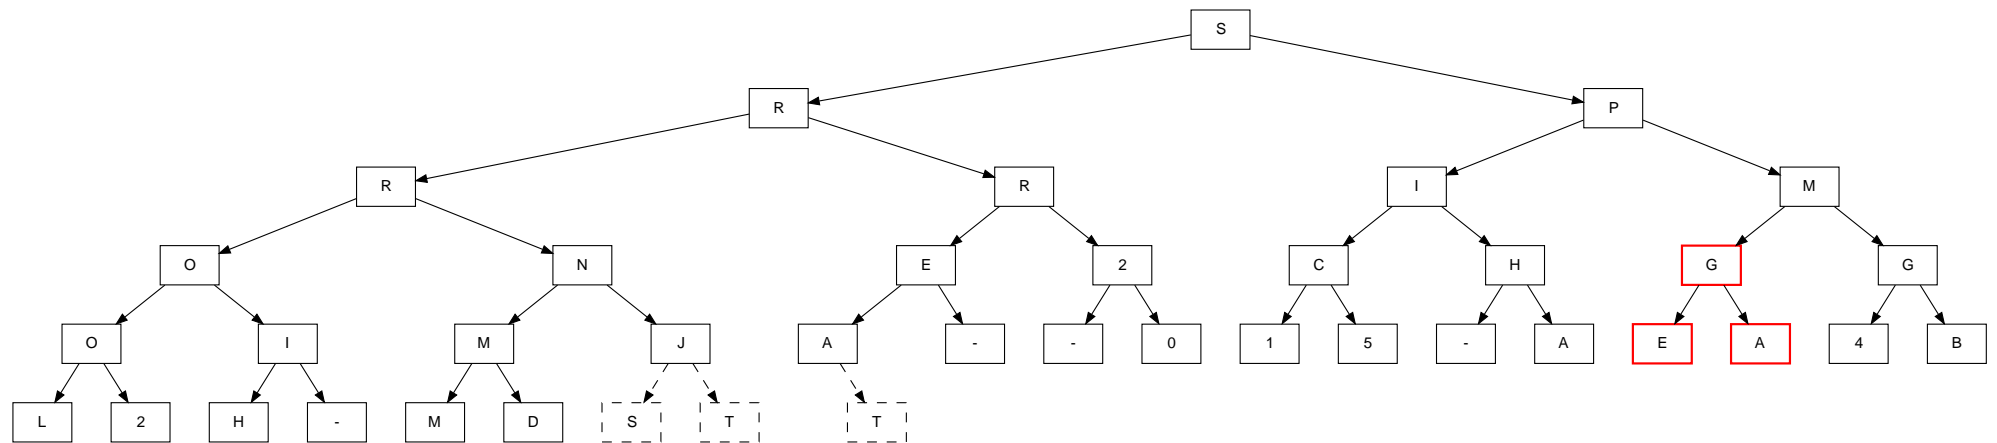 S
R P
R R I M
O N E 2 C H G G
O I M J A - - 0 1 5 - A E A 4 B
L 2 H - M D S T T